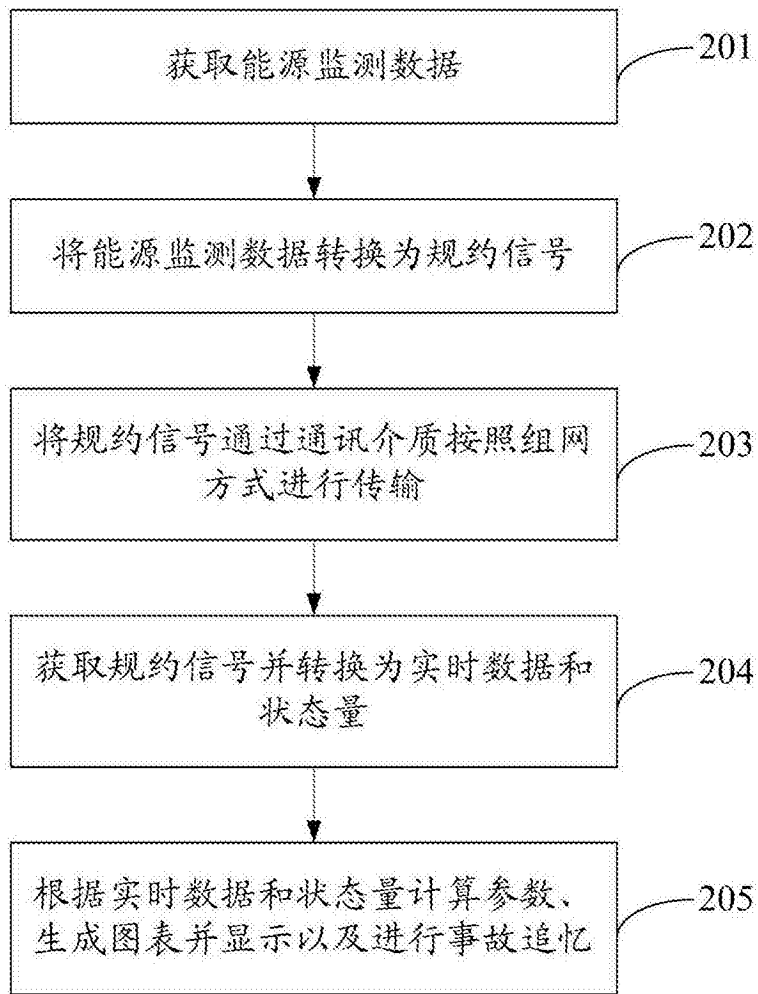 获取能源监测数据
201
将能源监测数据转换为规约信号
202
将规约信号通过通讯介质按照组网
方式进行传输
203
获取规约信号并转换为实时数据和
状态量
204
根据实时数据和状态量计算参数、
生成图表并显示以及进行事故追忆
205